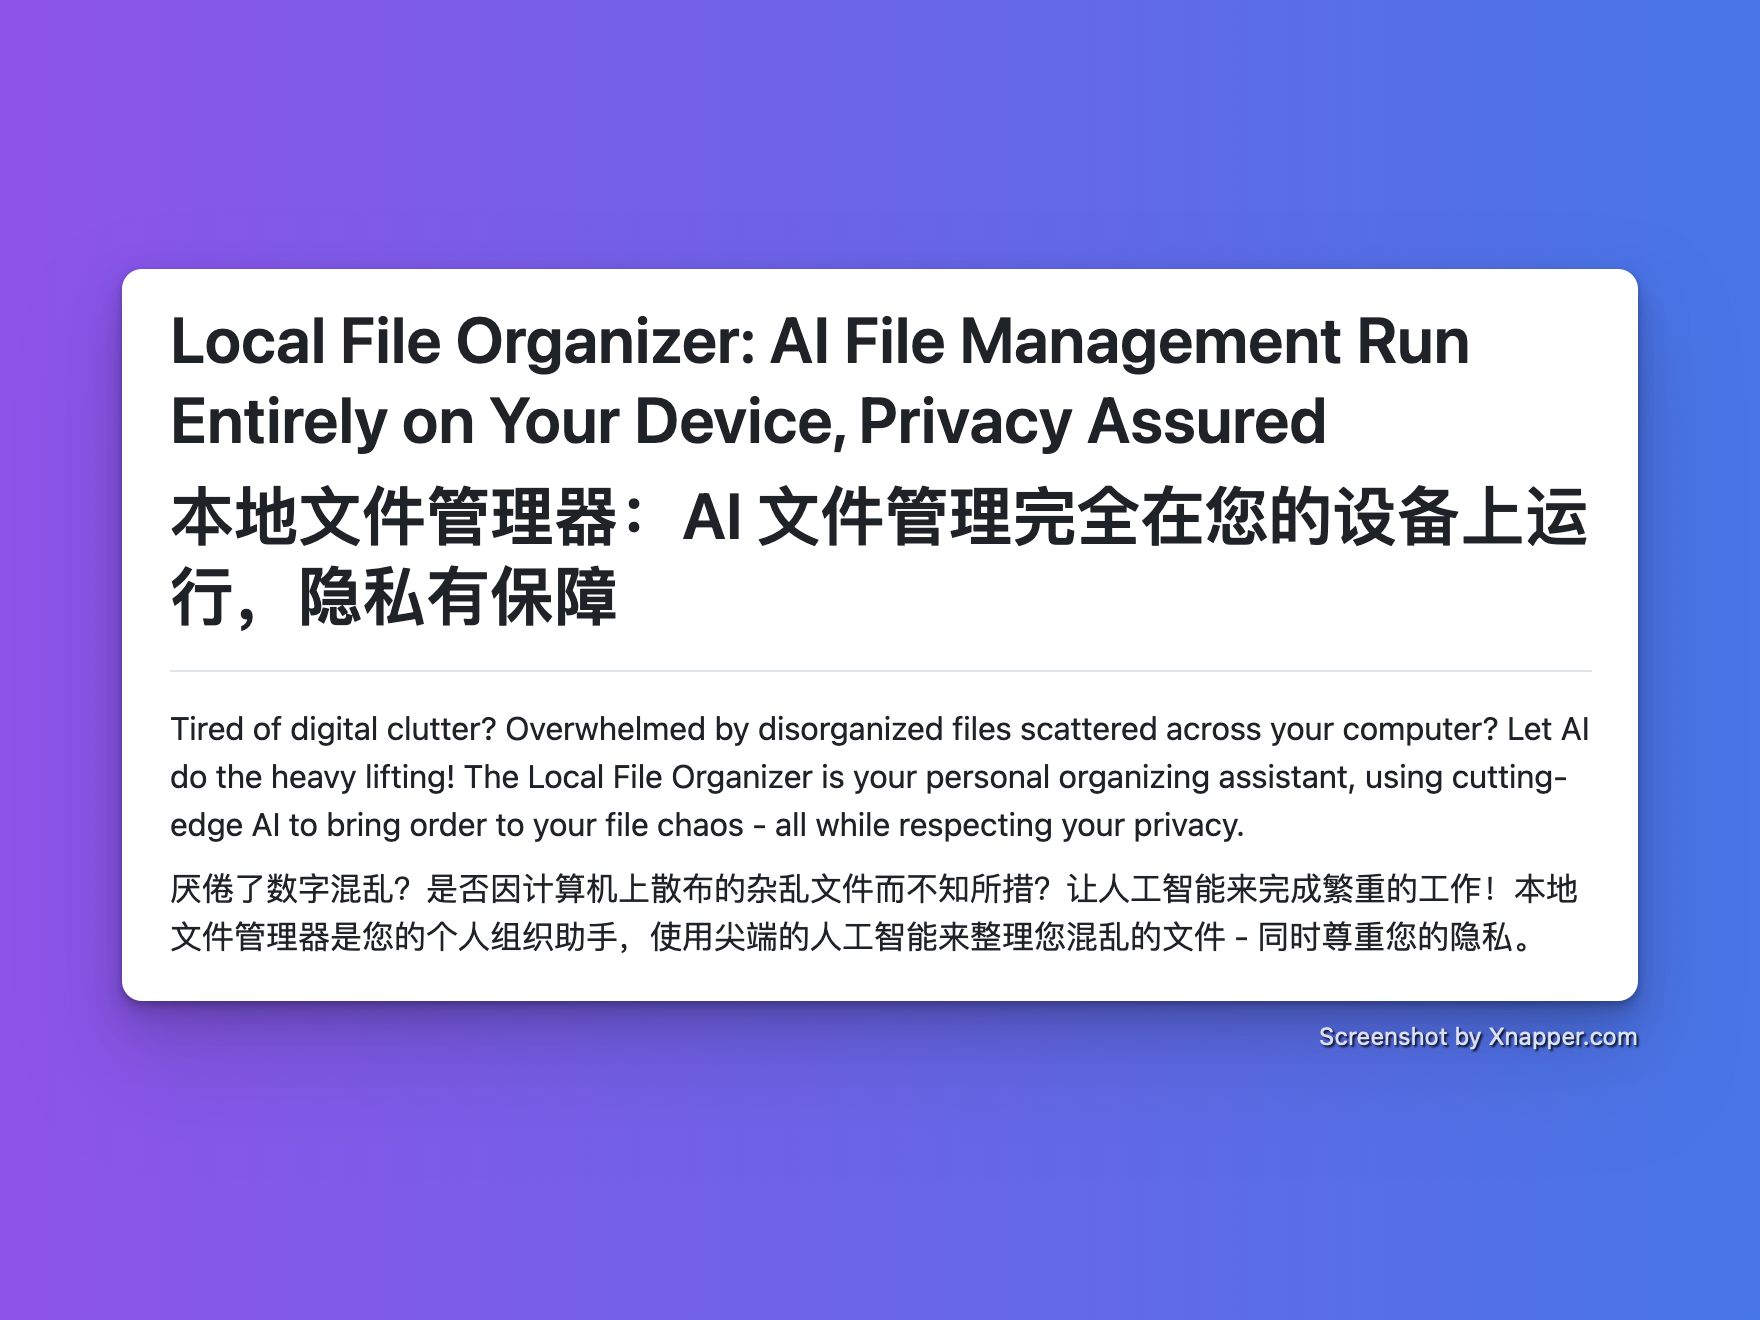 Local File Organizer: AI File Management Run
Entirely on Your Device, Privacy Assured
本地文件管理器：AI 文件管理完全在您的设备上运
行，隐私有保障
Tired of digital clutter? Overwhelmed by disorganized files scattered across your computer? Let AI
do the heavy lifting! The Local File Organizer is your personal organizing assistant, using cutting-
edge AI to bring order to your file chaos - all while respecting your privacy.
厌倦了数字混乱？是否因计算机上散布的杂乱文件而不知所措？让人工智能来完成繁重的工作！本地
文件管理器是您的个人组织助手，使用尖端的人工智能来整理您混乱的文件 - 同时尊重您的隐私。
Screenshot by Xnapper.com